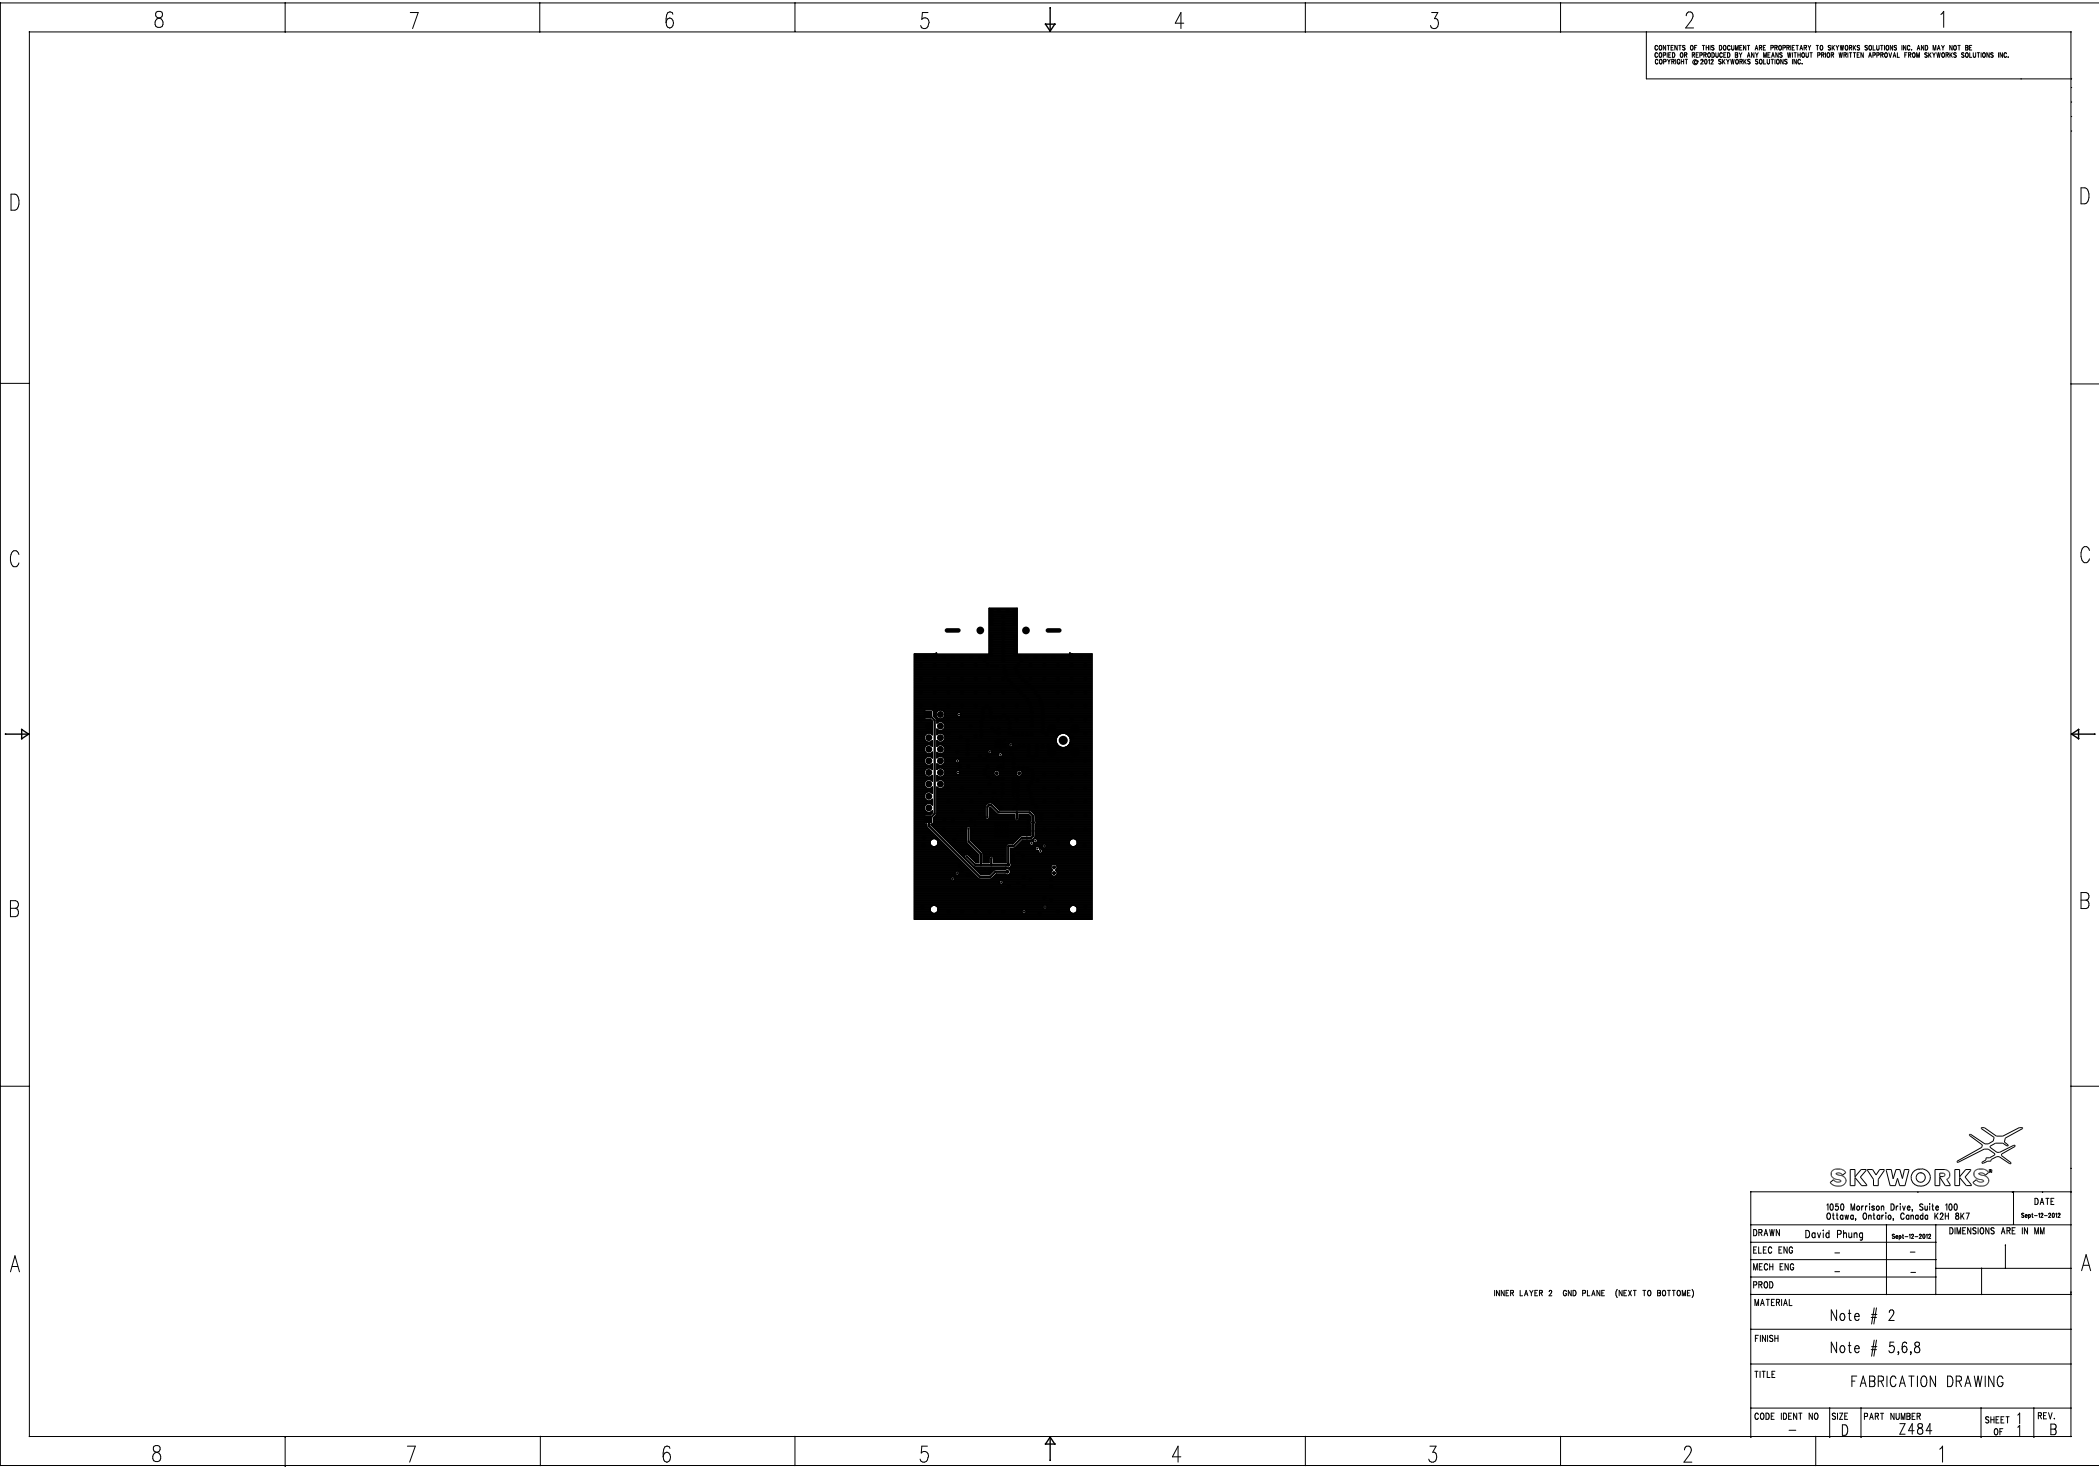 8 7 6 5 4 3 2 1
CONTENTS OF THIS DOCUMENT ARE PROPRIETARY TO SKYWORKS SOLUTIONS INC. AND MAY NOT BE
COPIED OR REPRODUCED BY ANY MEANS WITHOUT PRIOR WRITTEN APPROVAL FROM SKYWORKS SOLUTIONS INC.
COPYRIGHT © 2012 SKYWORKS SOLUTIONS INC.
D D
C C
B B
A A
INNER LAYER 2 GND PLANE (NEXT TO BOTTOME)
SKYWORKS®
1050 Morrison Drive, Suite 100
Ottawa, Ontario, Canada K2H 8K7
DATE
Sept-12-2012
DRAWN David Phung Sept-12-2012 DIMENSIONS ARE IN MM
ELEC ENG - -
MECH ENG - -
PROD
MATERIAL
Note # 2
FINISH
Note # 5,6,8
TITLE
FABRICATION DRAWING
CODE IDENT NO SIZE PART NUMBER SHEET 1 REV.
- D Z484 OF 1 B
8 7 6 5 4 3 2 1